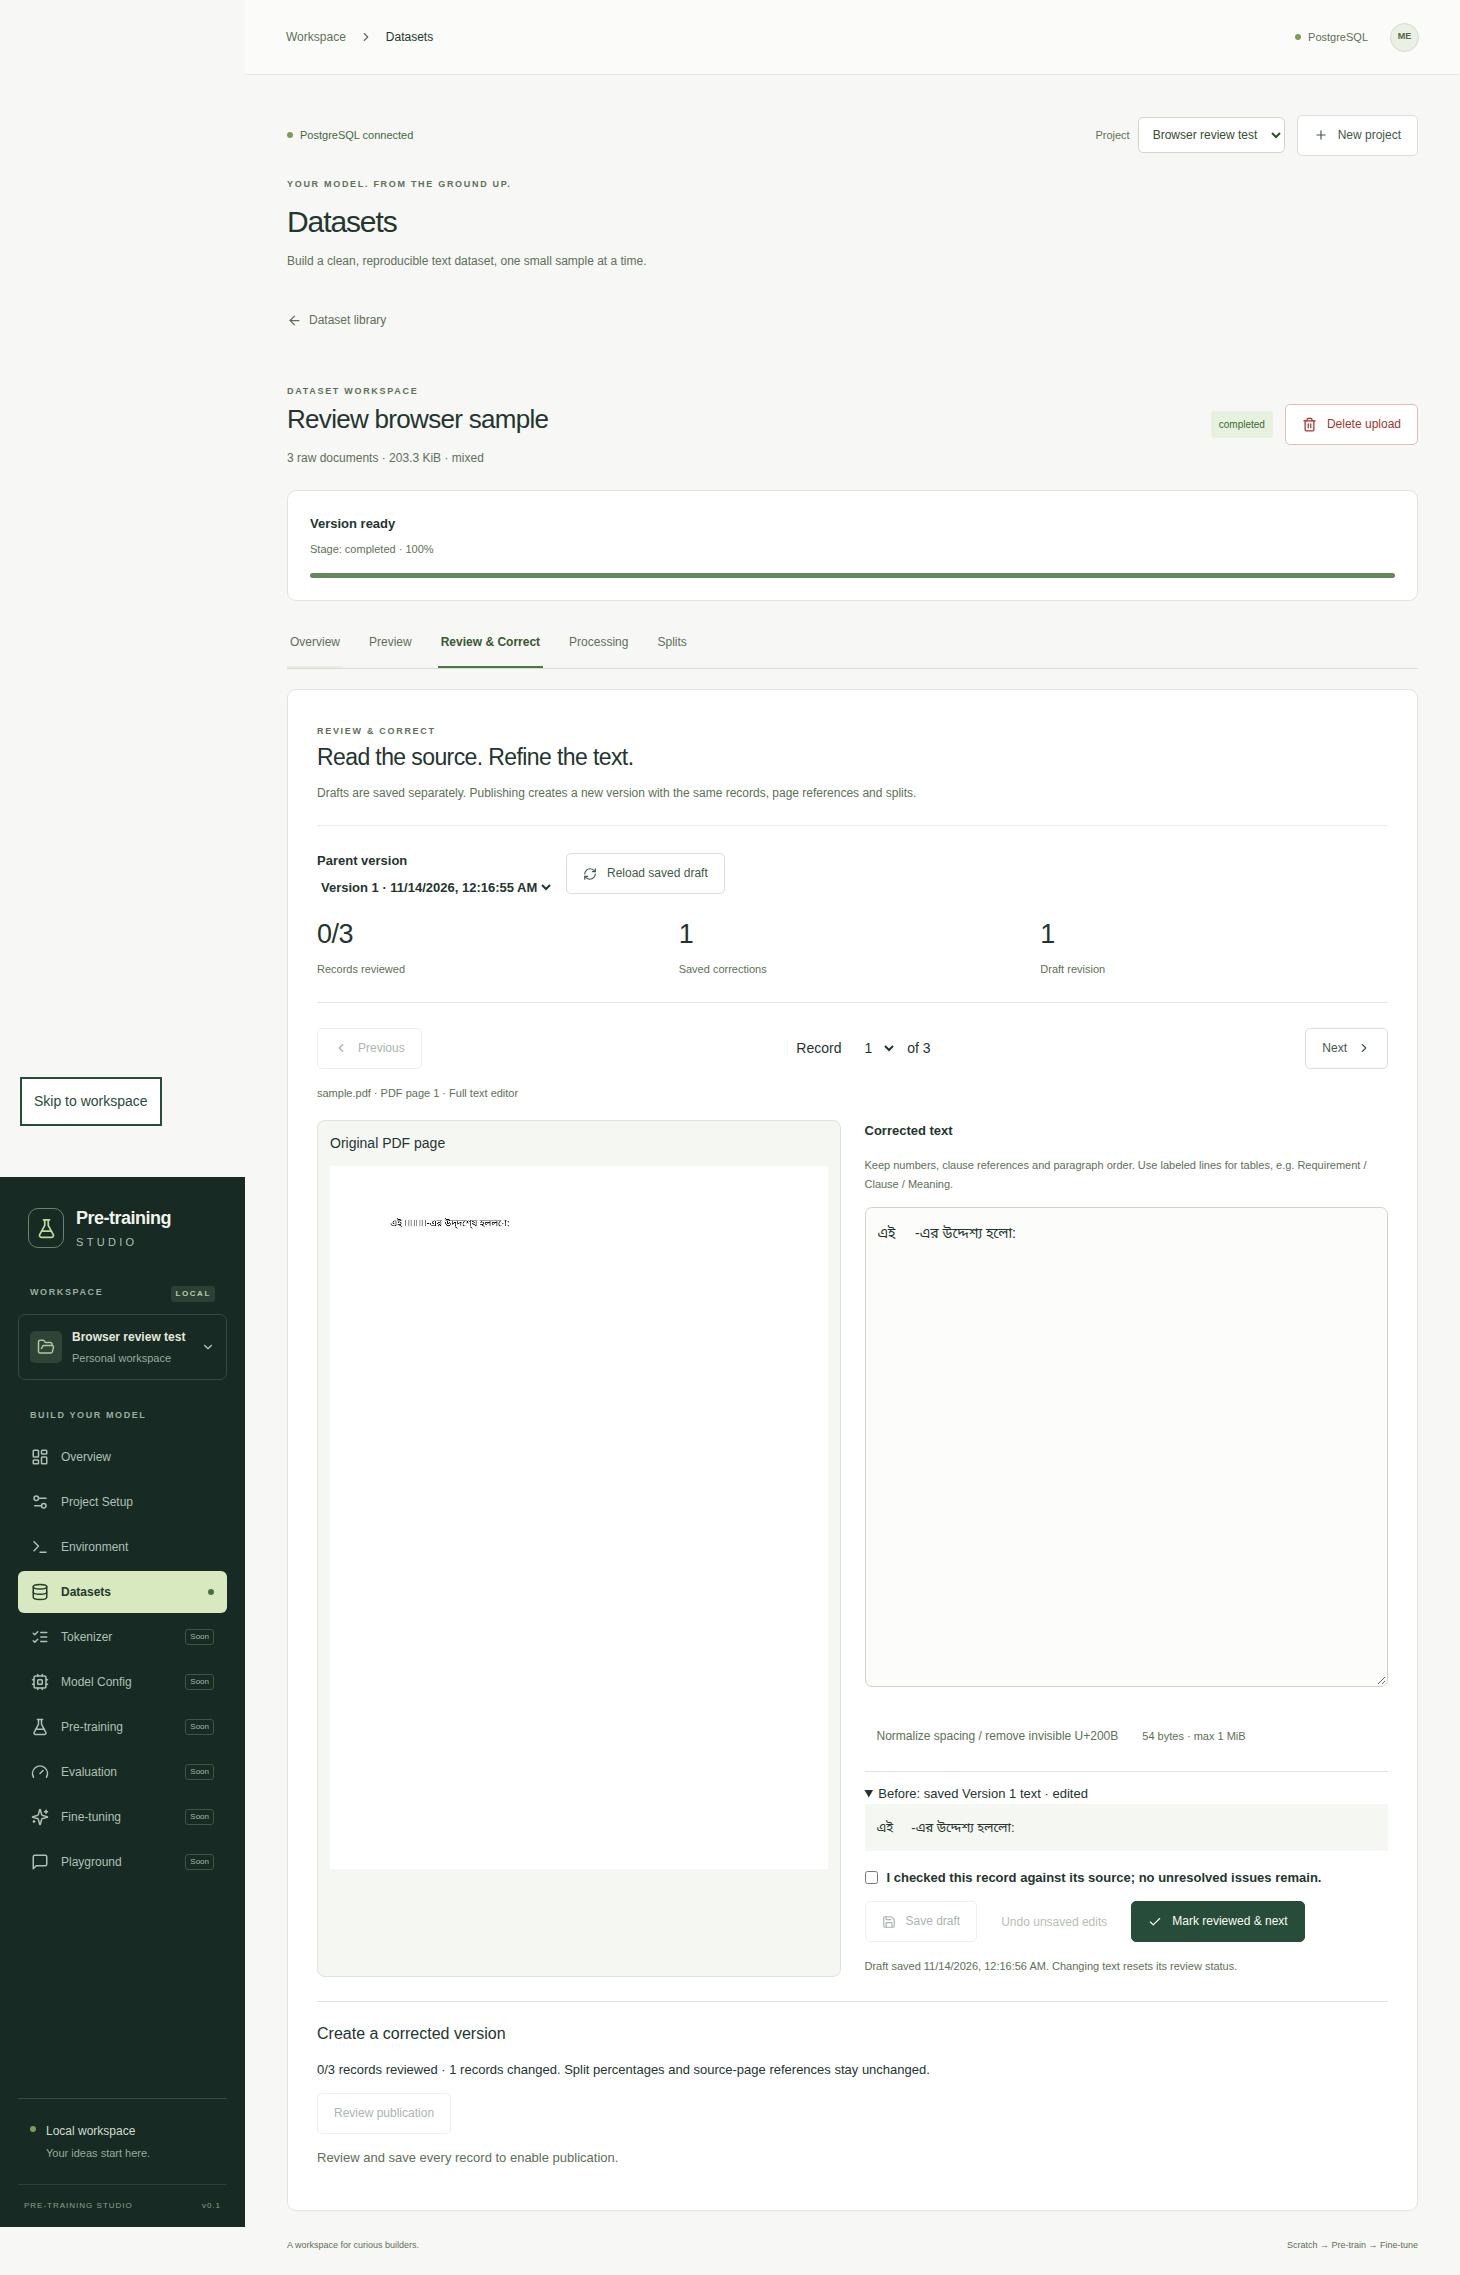 Workspace > Datasets
PostgreSQL
ME
PostgreSQL connected
Project
Browser review test
New project
YOUR MODEL. FROM THE GROUND UP.
Datasets
Build a clean, reproducible text dataset, one small sample at a time.
Dataset library
DATASET WORKSPACE
Review browser sample
3 raw documents · 203.3 KiB · mixed
completed
Delete upload
Version ready
Stage: completed · 100%
Overview
Preview
Review & Correct
Processing
Splits
REVIEW & CORRECT
Read the source. Refine the text.
Drafts are saved separately. Publishing creates a new version with the same records, page references and splits.
Parent version
Version 1 · 11/14/2026, 12:16:55 AM
Reload saved draft
0/3
Records reviewed
1
Saved corrections
1
Draft revision
Previous
Record 1 of 3
Next
sample.pdf · PDF page 1 · Full text editor
Original PDF page
এই -এর
Corrected text
Keep numbers, clause references and paragraph order. Use labeled lines for tables, e.g. Requirement /
Clause / Meaning.
এই -এর উদ্দেশ্য হলো:
Normalize spacing / remove invisible U+200B
54 bytes · max 1 MiB
Before: saved Version 1 text · edited
এই -এর উদ্দেশ্য হললো:
I checked this record against its source; no unresolved issues remain.
Save draft
Undo unsaved edits
Mark reviewed & next
Draft saved 11/14/2026, 12:16:56 AM. Changing text resets its review status.
Create a corrected version
0/3 records reviewed · 1 records changed. Split percentages and source-page references stay unchanged.
Review publication
Review and save every record to enable publication.
A workspace for curious builders.
Scratch → Pre-train → Fine-tune
Skip to workspace
Pre-training
STUDIO
WORKSPACE
LOCAL
Browser review test
Personal workspace
BUILD YOUR MODEL
Overview
Project Setup
Environment
Datasets
Tokenizer Soon
Model Config Soon
Pre-training Soon
Evaluation Soon
Fine-tuning Soon
Playground Soon
Local workspace
Your ideas start here.
PRE-TRAINING STUDIO
v0.1